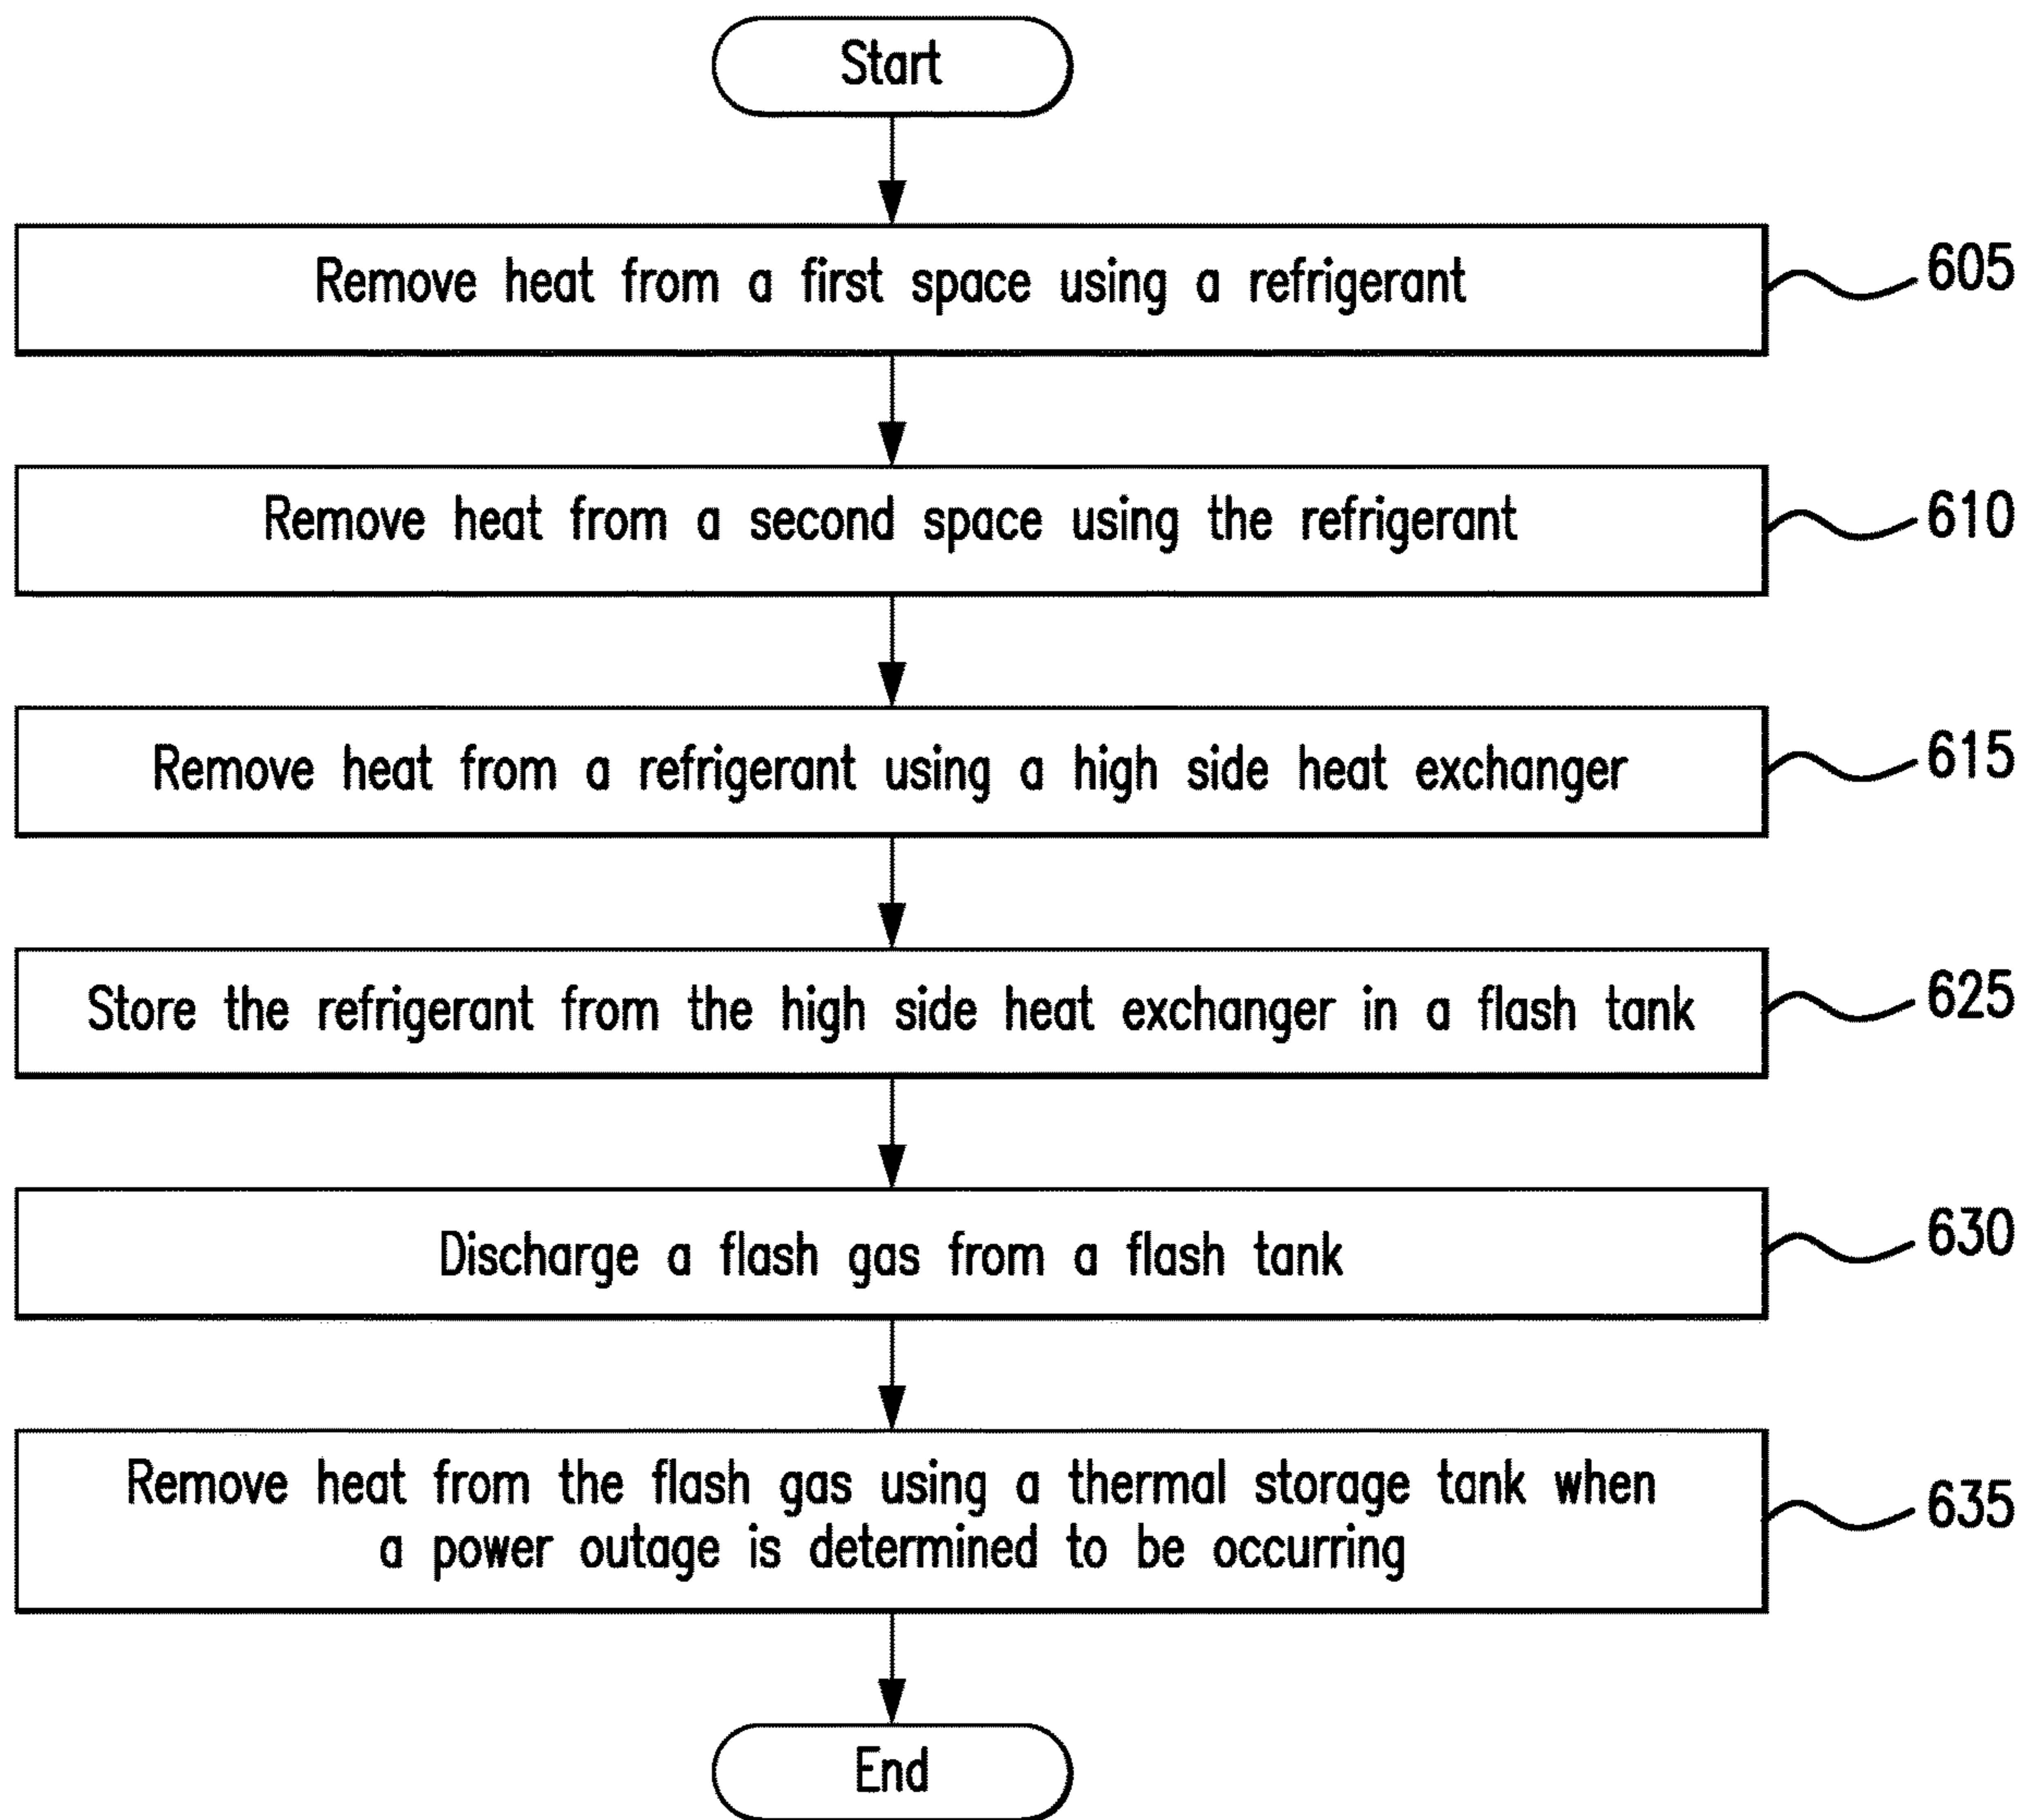 Start
Remove heat from a first space using a refrigerant
605
Remove heat from a second space using the refrigerant
610
Remove heat from a refrigerant using a high side heat exchanger
615
Store the refrigerant from the high side heat exchanger in a flash tank
625
Discharge a flash gas from a flash tank
630
Remove heat from the flash gas using a thermal storage tank when
a power outage is determined to be occurring
635
End